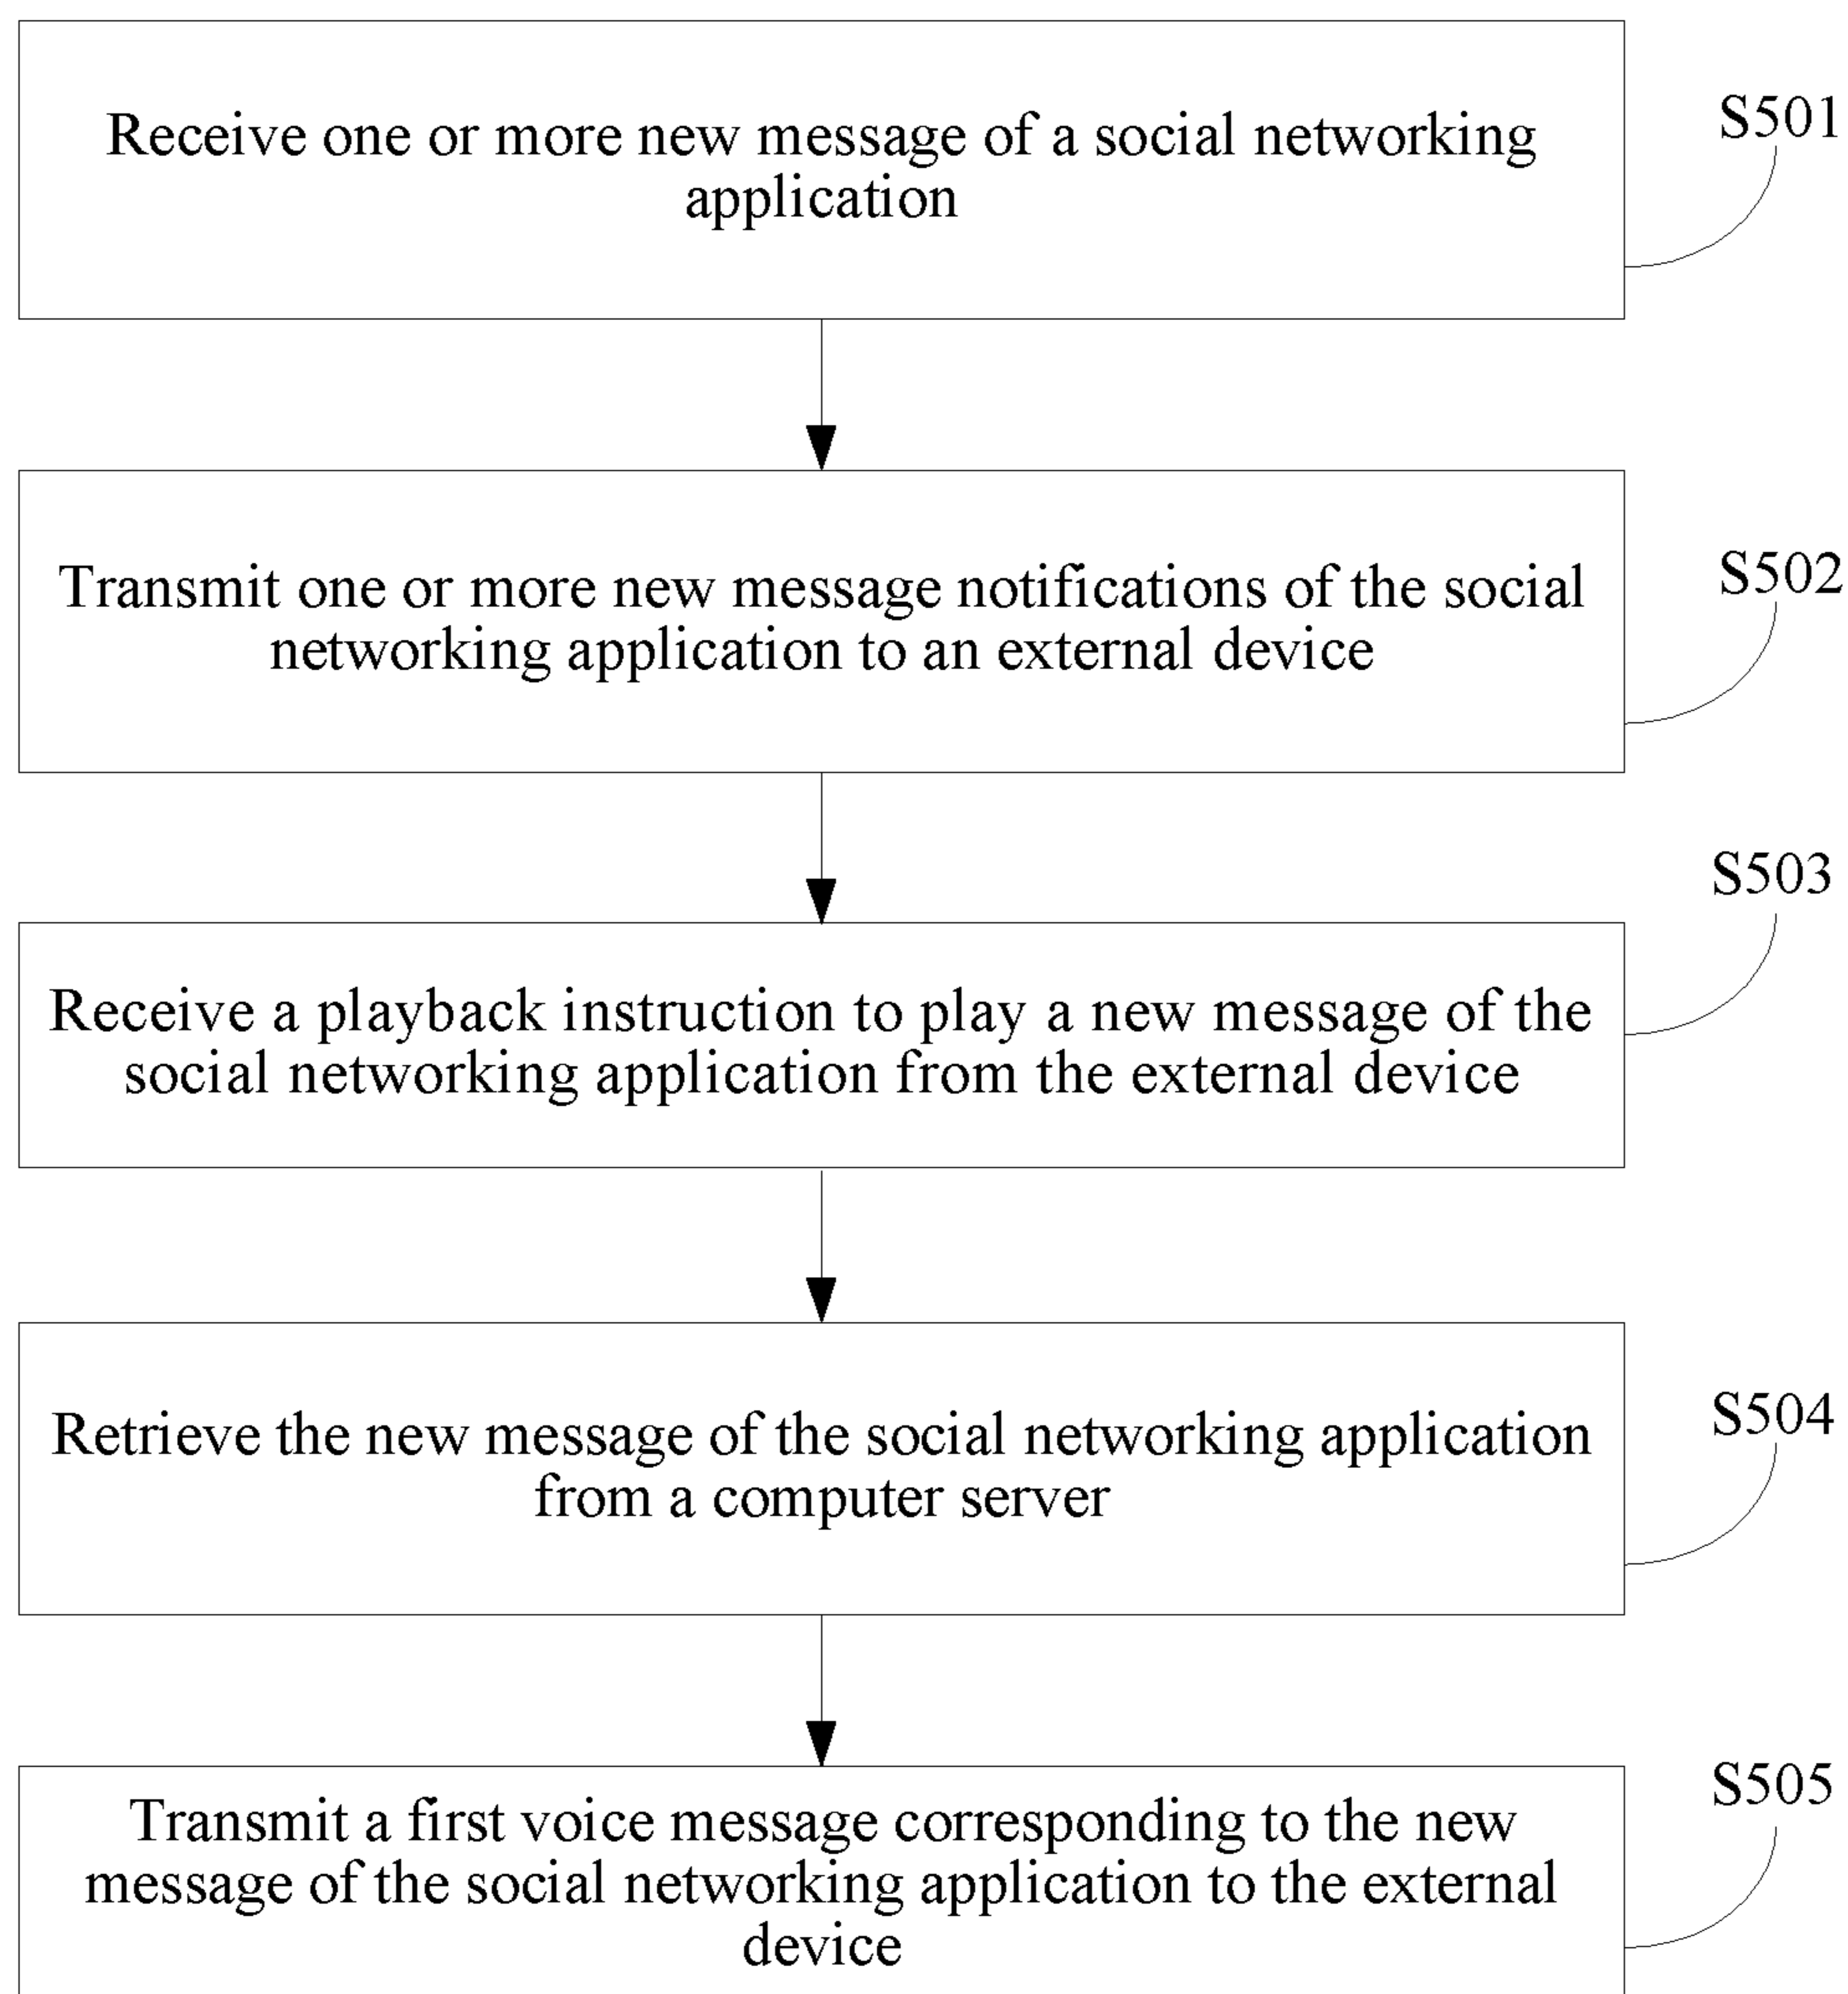 Receive one or more new message of a social networking
application
S501
Transmit one or more new message notifications of the social
networking application to an external device
S502
Receive a playback instruction to play a new message of the
social networking application from the external device
S503
Retrieve the new message of the social networking application
from a computer server
S504
Transmit a first voice message corresponding to the new
message of the social networking application to the external
device
S505